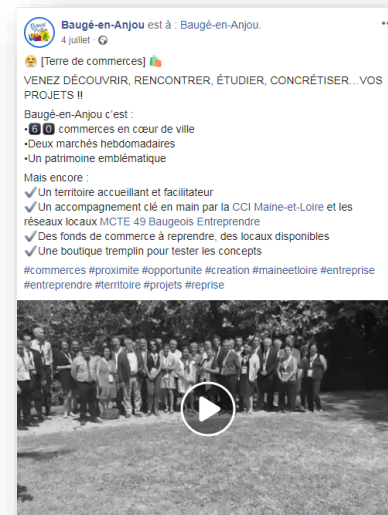 Baugé-en-Anjou est à : Baugé-en-Anjou.
4 juillet ·
[Terre de commerces]
VENEZ DÉCOUVRIR, RENCONTRER, ÉTUDIER, CONCRÉTISER…VOS
PROJETS !!
Baugé-en-Anjou c'est :
•60 commerces en cœur de ville
•Deux marchés hebdomadaires
•Un patrimoine emblématique
Mais encore :
✓Un territoire accueillant et facilitateur
✓Un accompagnement clé en main par la CCI Maine-et-Loire et les
réseaux locaux MCTE 49 Baugeois Entreprendre
✓Des fonds de commerce à reprendre, des locaux disponibles
✓Une boutique tremplin pour tester les concepts
#commerces #proximite #opportunite #creation #maineetloire #entreprise
#entreprendre #territoire #projets #reprise